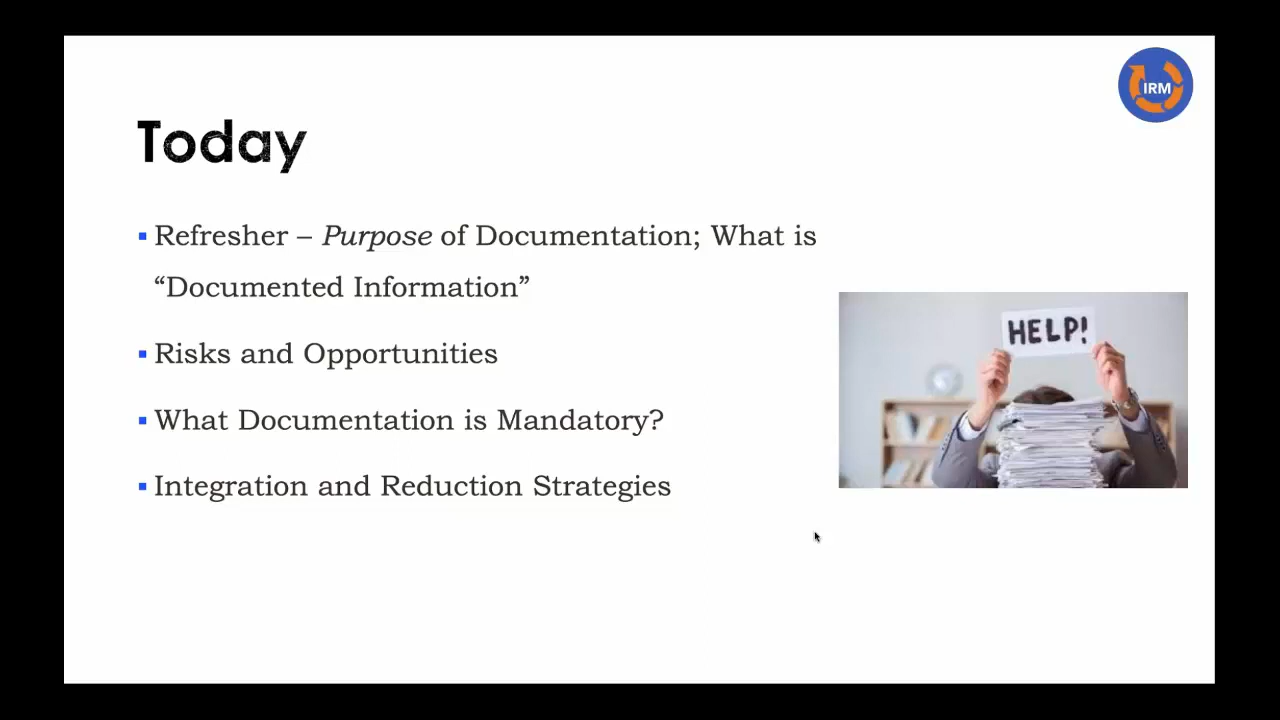 IRM
Today
Refresher – Purpose of Documentation; What is
“Documented Information”
HELP!
Risks and Opportunities
What Documentation is Mandatory?
Integration and Reduction Strategies